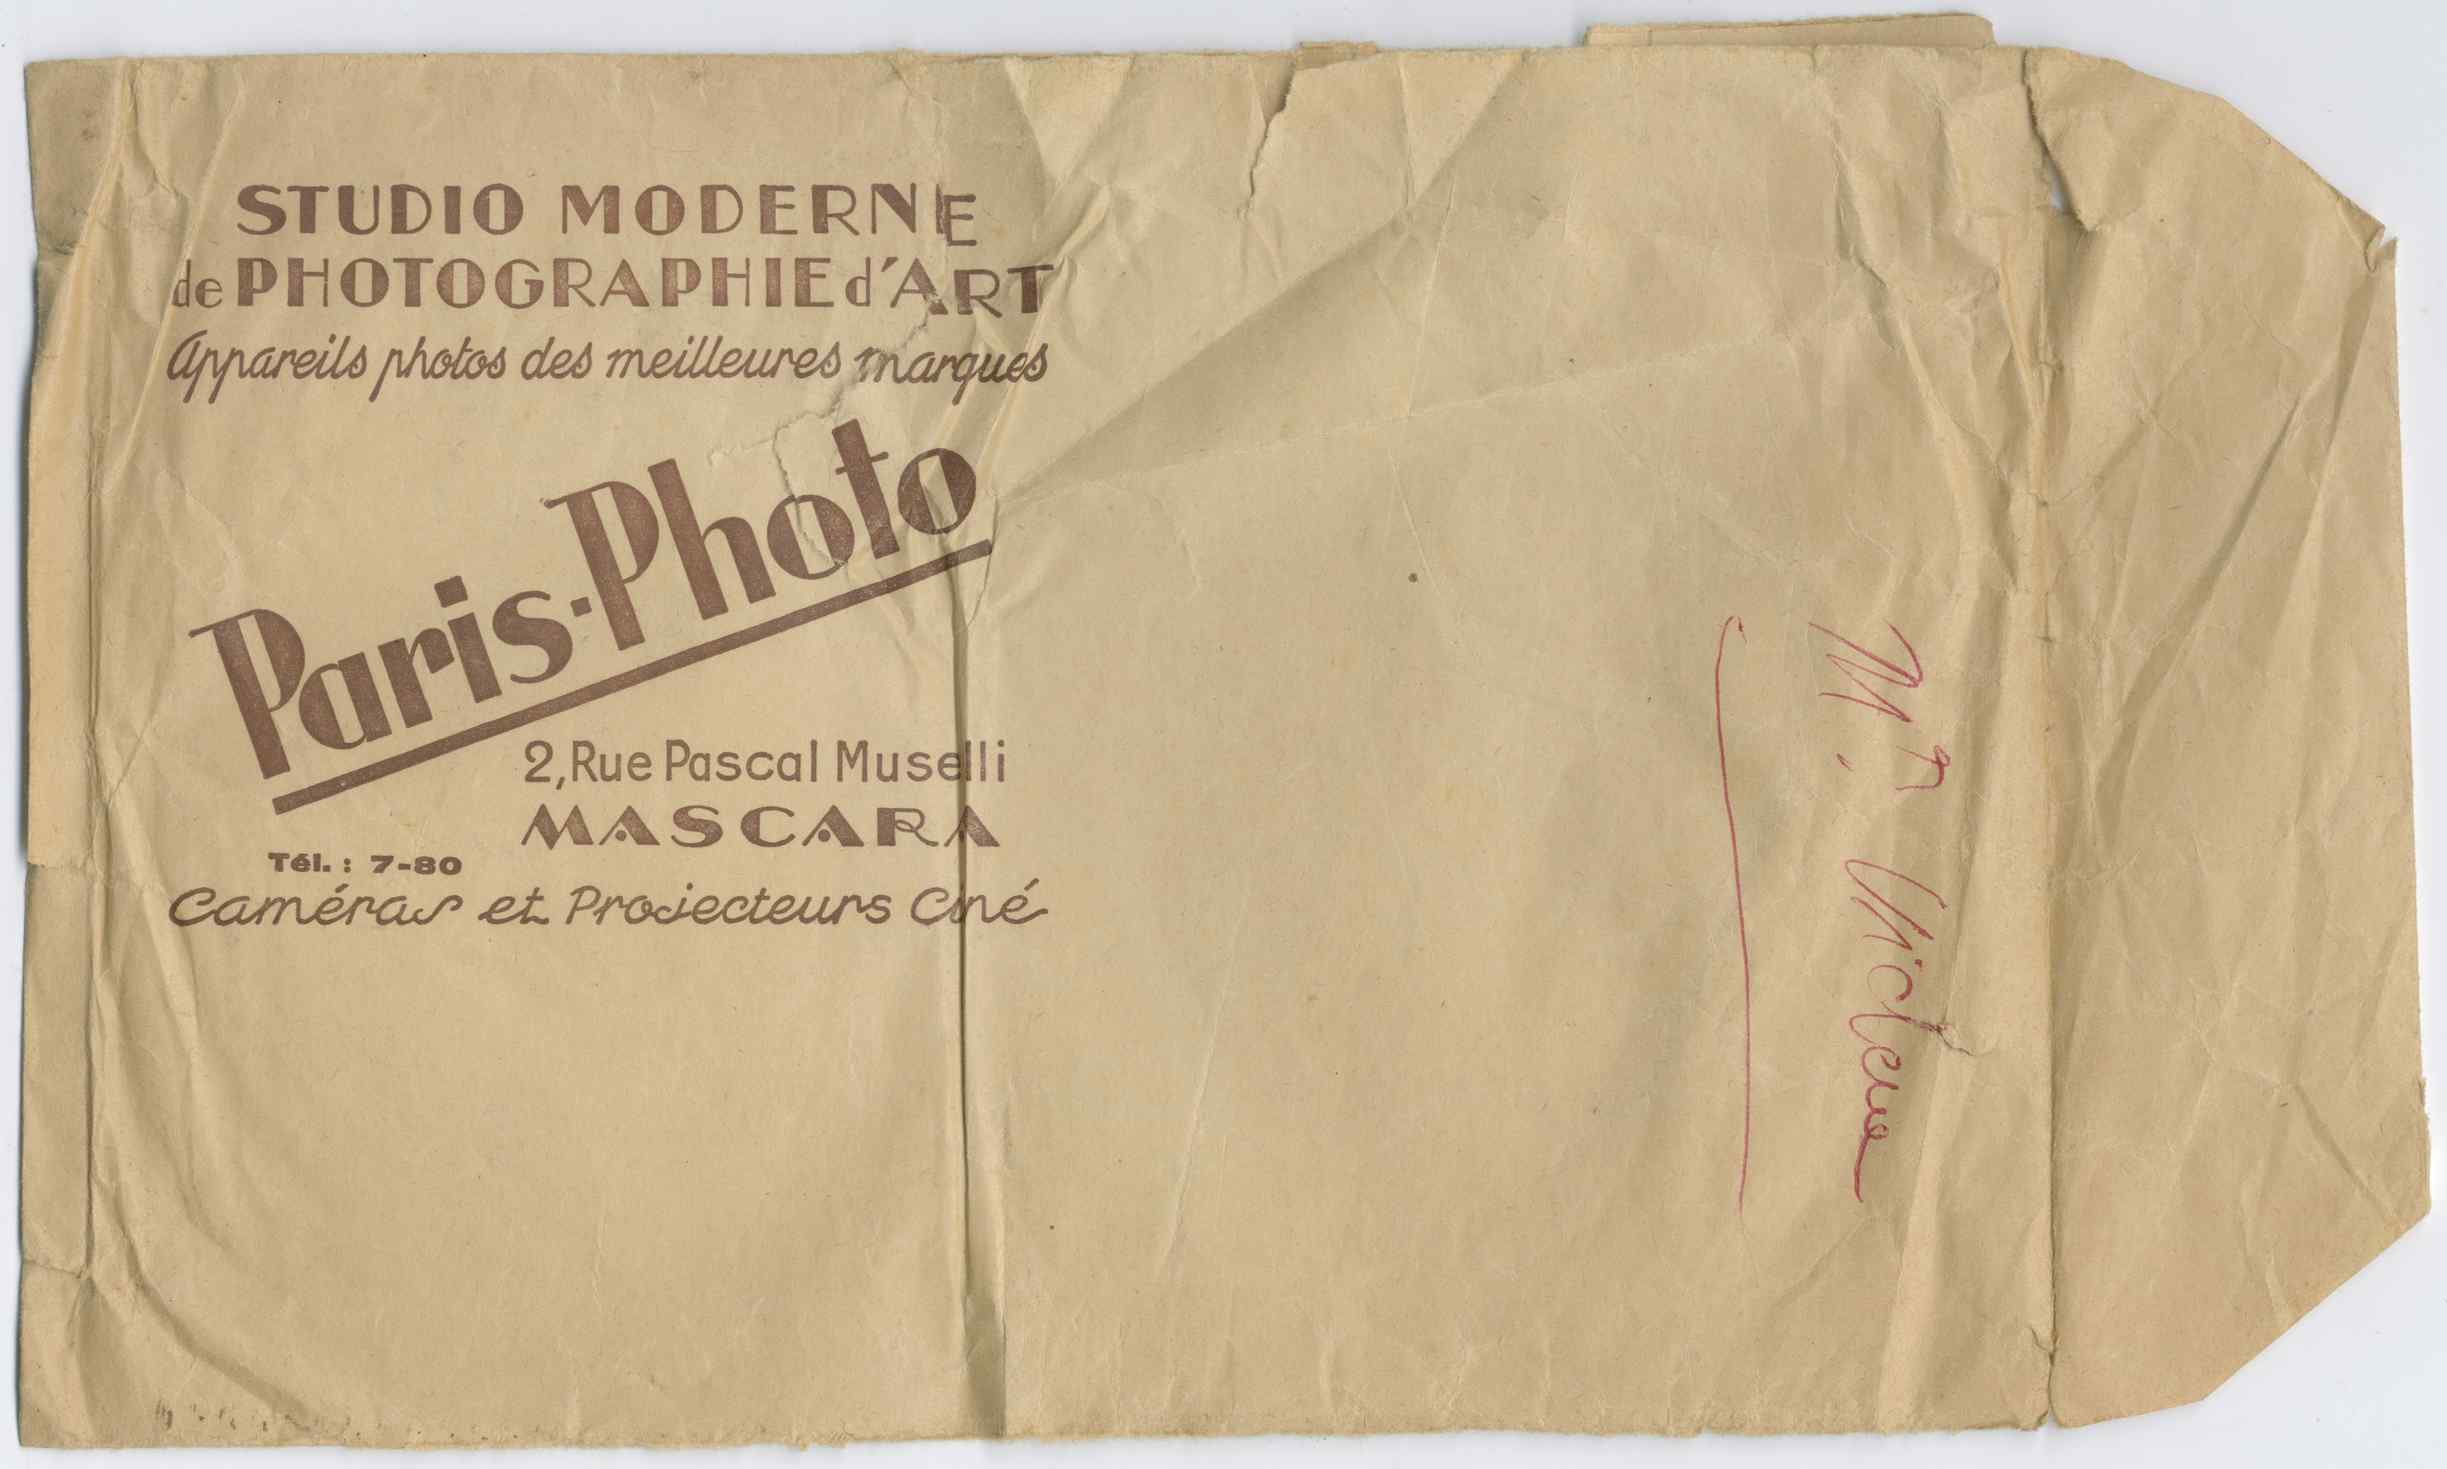 STUDIO MODERNE
de PHOTOGRAPHIE d'ART
Appareils photos des meilleures marques
Paris-Photo
2, Rue Pascal Muselli
MASCARA
Tél. : 7-80
Caméras et Projecteurs Ciné
Mr.